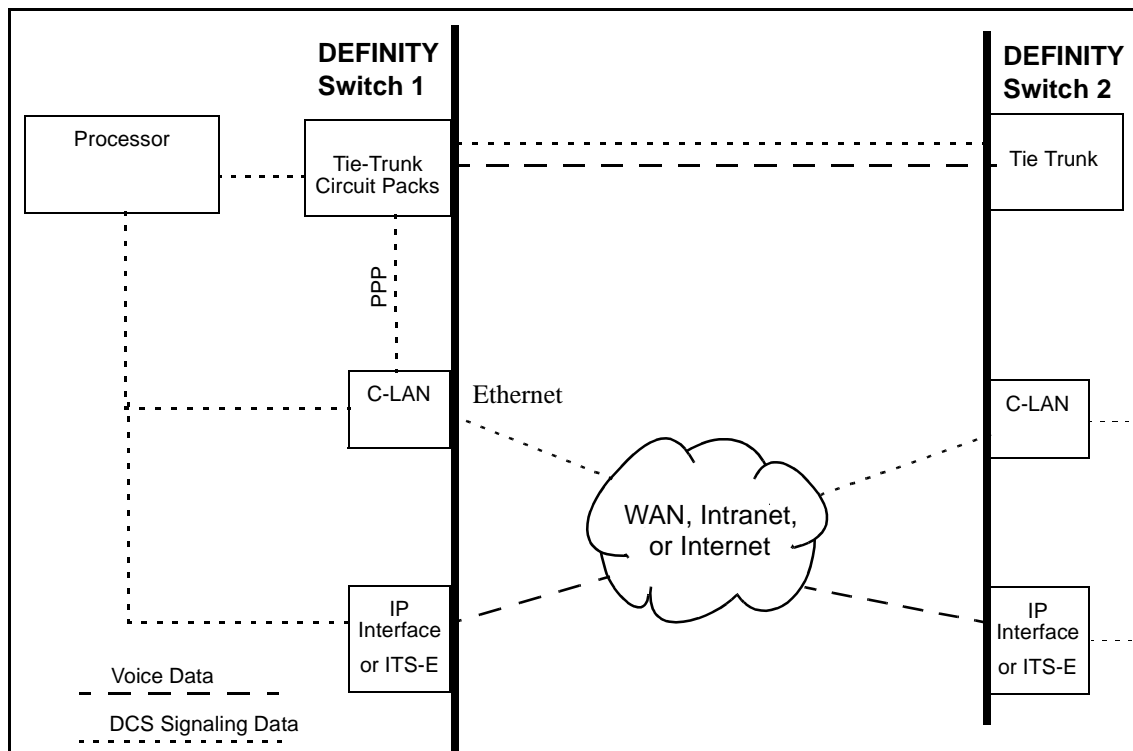 DEFINITY
Switch 1
DEFINITY
Switch 2
Processor
Tie-Trunk
Circuit Packs
Tie Trunk
PPP
C-LAN
Ethernet
C-LAN
WAN, Intranet,
or Internet
IP
Interface
or ITS-E
IP
Interface
or ITS-E
Voice Data
DCS Signaling Data